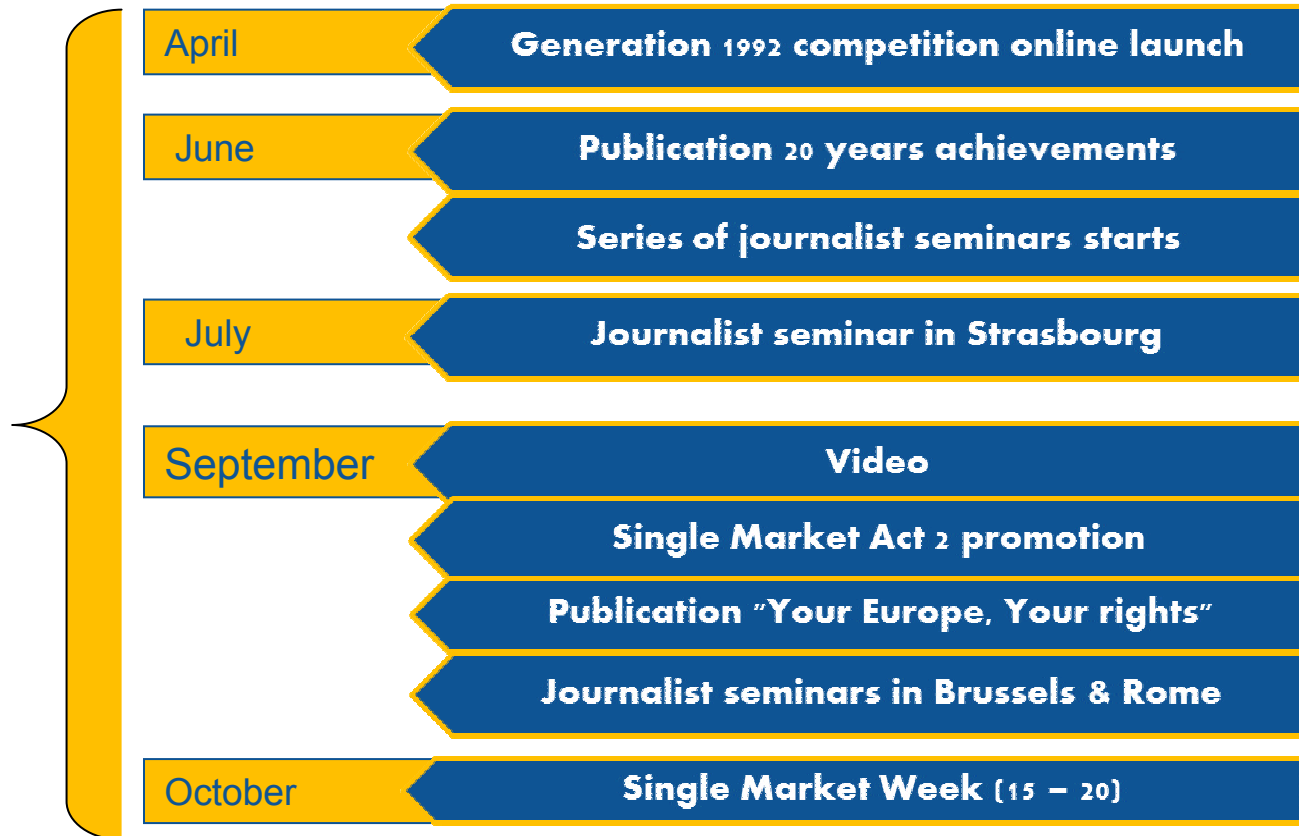 April
Generation 1992 competition online launch
June
Publication 20 years achievements
Series of journalist seminars starts
July
Journalist seminar in Strasbourg
September
Video
Single Market Act 2 promotion
Publication "Your Europe, Your rights"
Journalist seminars in Brussels & Rome
October
Single Market Week (15 – 20)